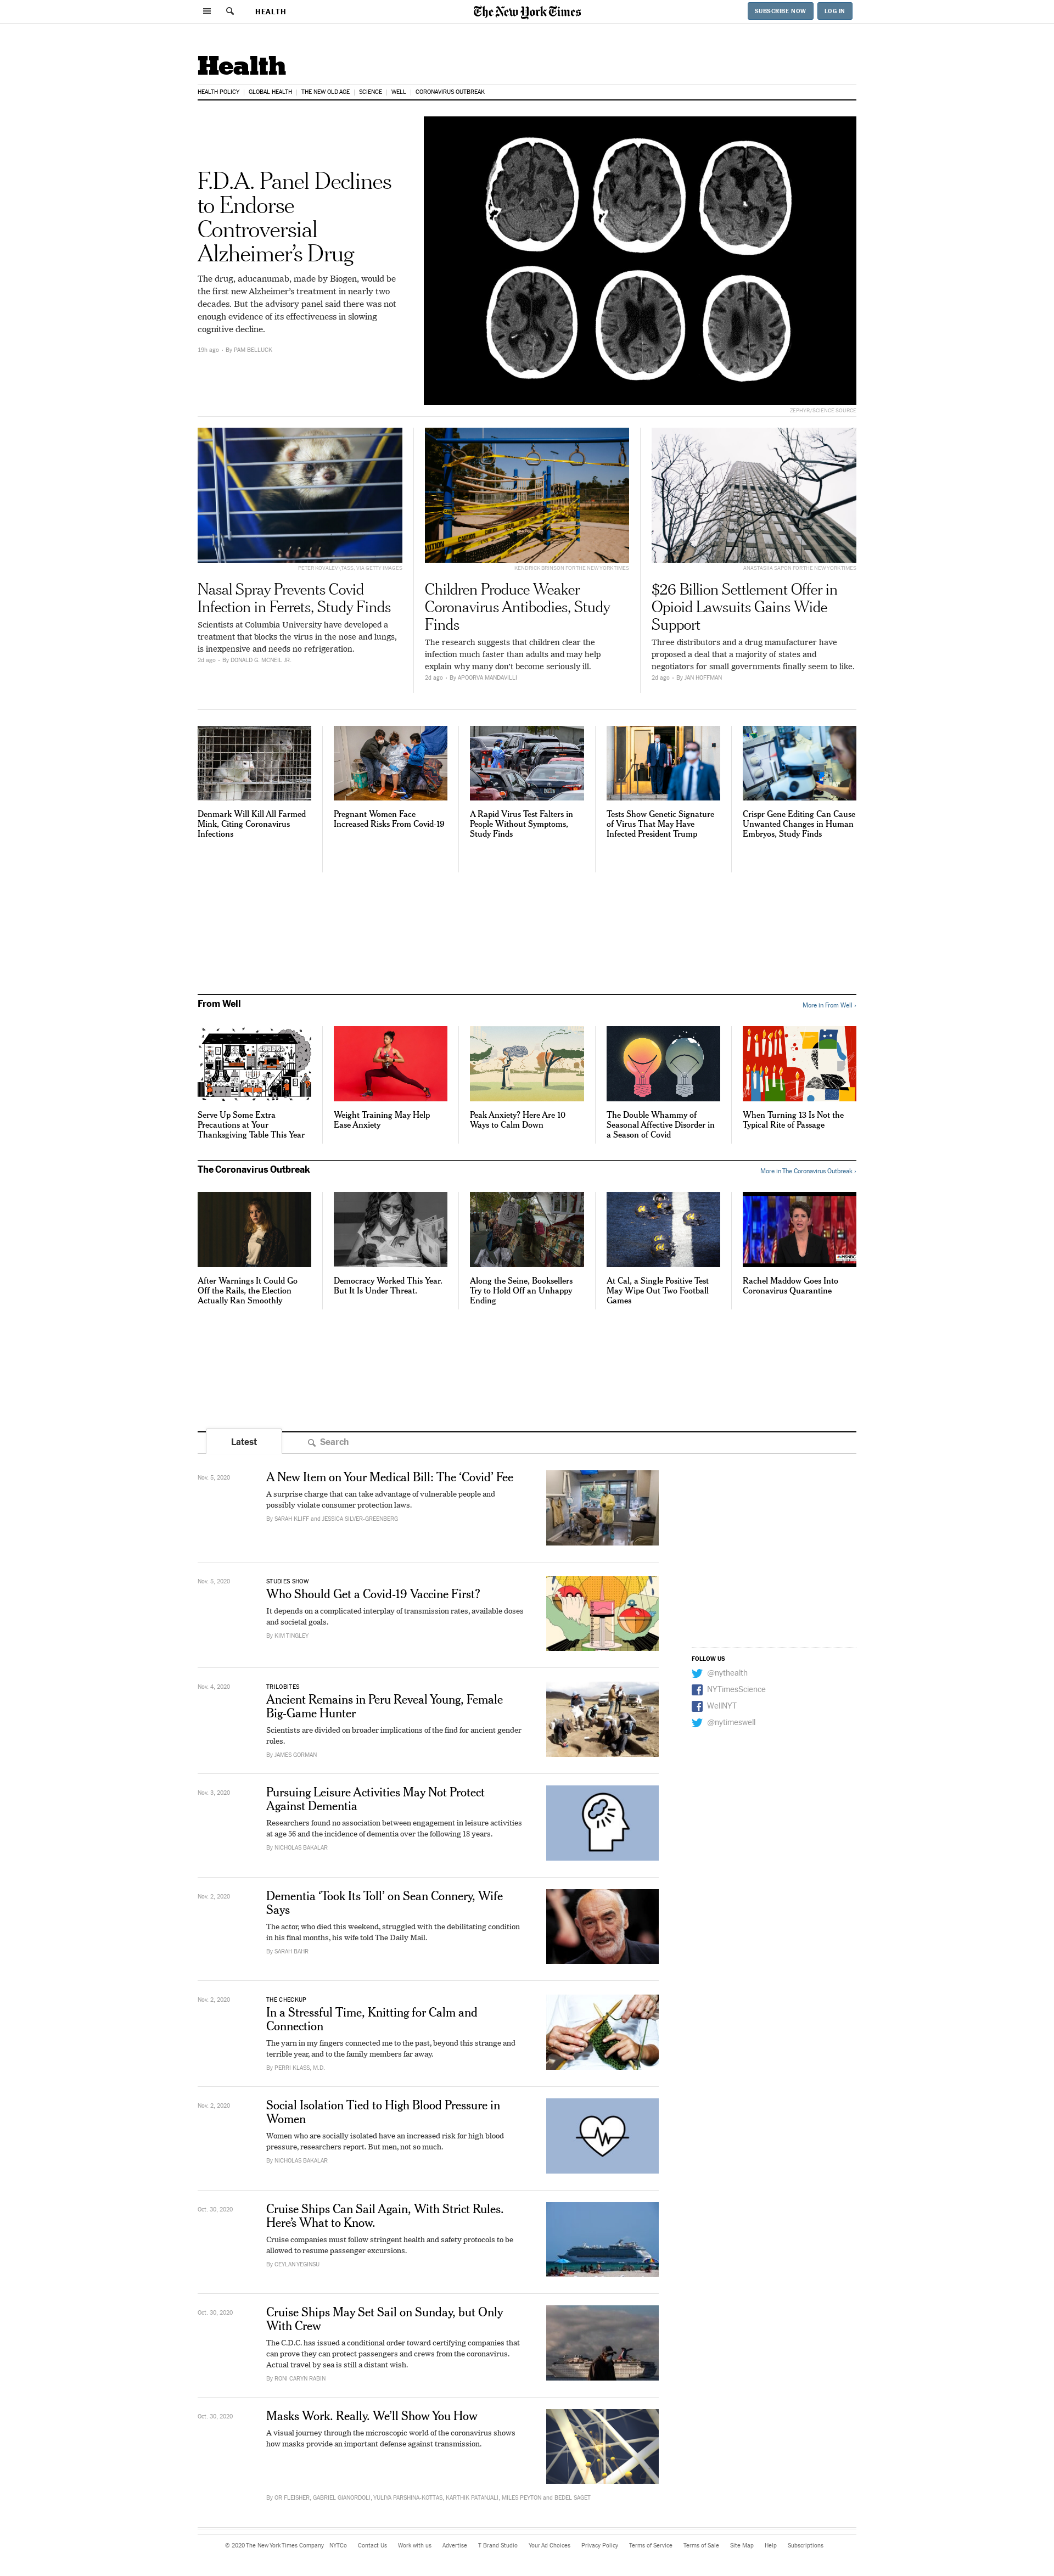 HEALTH
The New York Times
SUBSCRIBE NOW
LOG IN
Health
HEALTH POLICY
GLOBAL HEALTH
THE NEW OLD AGE
SCIENCE
WELL
CORONAVIRUS OUTBREAK
F.D.A. Panel Declines
to Endorse
Controversial
Alzheimer's Drug
The drug, aducanumab, made by Biogen, would be
the first new Alzheimer's treatment in nearly two
decades. But the advisory panel said there was not
enough evidence of its effectiveness in slowing
cognitive decline.
19h ago - By PAM BELLUCK
ZEPHYR/SCIENCE SOURCE
PETER KOVALEV\TASS, VIA GETTY IMAGES
Nasal Spray Prevents Covid
Infection in Ferrets, Study Finds
Scientists at Columbia University have developed a
treatment that blocks the virus in the nose and lungs,
is inexpensive and needs no refrigeration.
2d ago - By DONALD G. MCNEIL JR.
KENDRICK BRINSON FOR THE NEW YORK TIMES
Children Produce Weaker
Coronavirus Antibodies, Study
Finds
The research suggests that children clear the
infection much faster than adults and may help
explain why many don't become seriously ill.
2d ago - By APOORVA MANDAVILLI
ANASTASIIA SAPON FOR THE NEW YORK TIMES
$26 Billion Settlement Offer in
Opioid Lawsuits Gains Wide
Support
Three distributors and a drug manufacturer have
proposed a deal that a majority of states and
negotiators for small governments finally seem to like.
2d ago - By JAN HOFFMAN
Denmark Will Kill All Farmed
Mink, Citing Coronavirus
Infections
Pregnant Women Face
Increased Risks From Covid-19
A Rapid Virus Test Falters in
People Without Symptoms,
Study Finds
Tests Show Genetic Signature
of Virus That May Have
Infected President Trump
Crispr Gene Editing Can Cause
Unwanted Changes in Human
Embryos, Study Finds
From Well
More in From Well ›
Serve Up Some Extra
Precautions at Your
Thanksgiving Table This Year
Weight Training May Help
Ease Anxiety
Peak Anxiety? Here Are 10
Ways to Calm Down
The Double Whammy of
Seasonal Affective Disorder in
a Season of Covid
When Turning 13 Is Not the
Typical Rite of Passage
The Coronavirus Outbreak
More in The Coronavirus Outbreak ›
After Warnings It Could Go
Off the Rails, the Election
Actually Ran Smoothly
Democracy Worked This Year.
But It Is Under Threat.
Along the Seine, Booksellers
Try to Hold Off an Unhappy
Ending
At Cal, a Single Positive Test
May Wipe Out Two Football
Games
Rachel Maddow Goes Into
Coronavirus Quarantine
Latest
Search
Nov. 5, 2020
A New Item on Your Medical Bill: The 'Covid' Fee
A surprise charge that can take advantage of vulnerable people and
possibly violate consumer protection laws.
By SARAH KLIFF and JESSICA SILVER-GREENBERG
Nov. 5, 2020
STUDIES SHOW
Who Should Get a Covid-19 Vaccine First?
It depends on a complicated interplay of transmission rates, available doses
and societal goals.
By KIM TINGLEY
FOLLOW US
@nythealth
NYTimesScience
WellNYT
@nytimeswell
Nov. 4, 2020
TRILOBITES
Ancient Remains in Peru Reveal Young, Female
Big-Game Hunter
Scientists are divided on broader implications of the find for ancient gender
roles.
By JAMES GORMAN
Nov. 3, 2020
Pursuing Leisure Activities May Not Protect
Against Dementia
Researchers found no association between engagement in leisure activities
at age 56 and the incidence of dementia over the following 18 years.
By NICHOLAS BAKALAR
Nov. 2, 2020
Dementia 'Took Its Toll' on Sean Connery, Wife
Says
The actor, who died this weekend, struggled with the debilitating condition
in his final months, his wife told The Daily Mail.
By SARAH BAHR
Nov. 2, 2020
THE CHECKUP
In a Stressful Time, Knitting for Calm and
Connection
The yarn in my fingers connected me to the past, beyond this strange and
terrible year, and to the family members far away.
By PERRI KLASS, M.D.
Nov. 2, 2020
Social Isolation Tied to High Blood Pressure in
Women
Women who are socially isolated have an increased risk for high blood
pressure, researchers report. But men, not so much.
By NICHOLAS BAKALAR
Oct. 30, 2020
Cruise Ships Can Sail Again, With Strict Rules.
Here's What to Know.
Cruise companies must follow stringent health and safety protocols to be
allowed to resume passenger excursions.
By CEYLAN YEGINSU
Oct. 30, 2020
Cruise Ships May Set Sail on Sunday, but Only
With Crew
The C.D.C. has issued a conditional order toward certifying companies that
can prove they can protect passengers and crews from the coronavirus.
Actual travel by sea is still a distant wish.
By RONI CARYN RABIN
Oct. 30, 2020
Masks Work. Really. We'll Show You How
A visual journey through the microscopic world of the coronavirus shows
how masks provide an important defense against transmission.
By OR FLEISHER, GABRIEL GIANORDOLI, YULIYA PARSHINA-KOTTAS, KARTHIK PATANJALI, MILES PEYTON and BEDEL SAGET
© 2020 The New York Times Company
NYTCo
Contact Us
Work with us
Advertise
T Brand Studio
Your Ad Choices
Privacy Policy
Terms of Service
Terms of Sale
Site Map
Help
Subscriptions